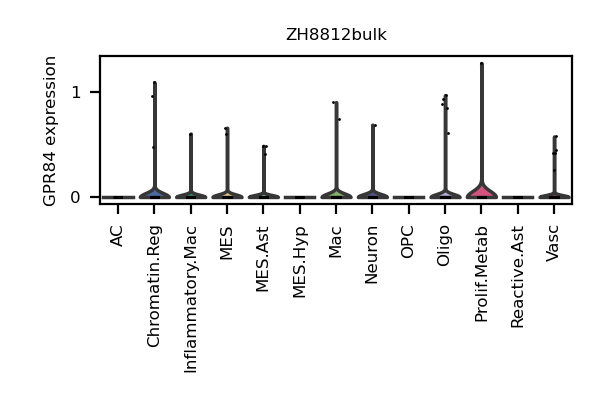 ZH8812bulk
GPR84 expression
1
0
AC
Chromatin.Reg
Inflammatory.Mac
MES
MES.Ast
MES.Hyp
Mac
Neuron
OPC
Oligo
Prolif.Metab
Reactive.Ast
Vasc